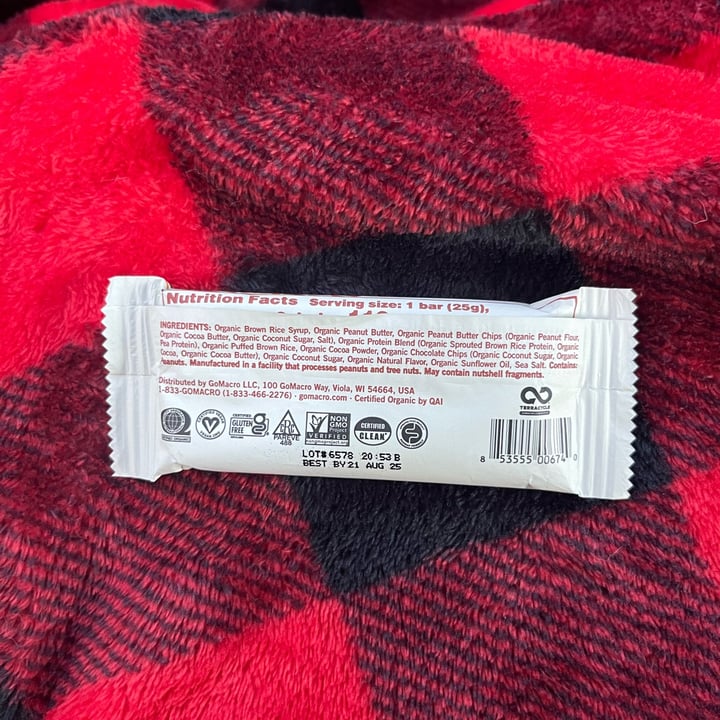 Nutrition Facts Serving size: 1 bar (25g),
INGREDIENTS: Organic Brown Rice Syrup, Organic Peanut Butter, Organic Peanut Butter Chips (Organic Peanut Flour,
Organic Cocoa Butter, Organic Coconut Sugar, Salt), Organic Protein Blend (Organic Sprouted Brown Rice Protein, Organic
Pea Protein), Organic Puffed Brown Rice, Organic Cocoa Powder, Organic Chocolate Chips (Organic Coconut Sugar, Organic
Cocoa, Organic Cocoa Butter), Organic Coconut Sugar, Organic Natural Flavor, Organic Sunflower Oil, Sea Salt. Contains:
Peanuts. Manufactured in a facility that processes peanuts and tree nuts. May contain nutshell fragments.
Distributed by GoMacro LLC, 100 GoMacro Way, Viola, WI 54664, USA
1-833-GOMACRO (1-833-466-2276) · gomacro.com · Certified Organic by QAI
TERRACYCLE
CERTIFIED
GLUTEN
FREE
PAREVE
488
NON
GMO
Project
VERIFIED
nongmoproject.org
CERTIFIED
CLEAN
LOT# 6578 20:53 B
BEST BY 21 AUG 25
8 53555 00674 0